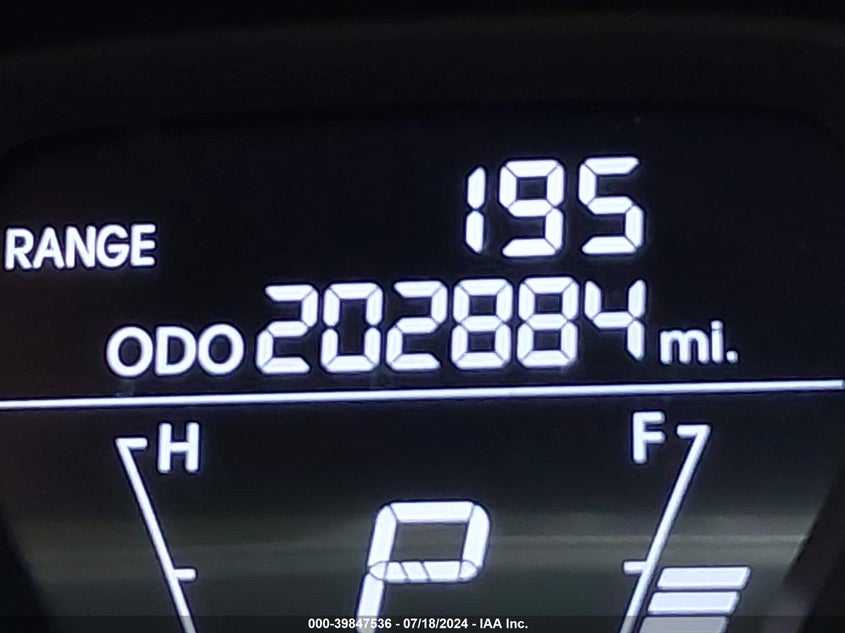 195
RANGE
ODO 202884 mi.
H F
P
000-39847536 - 07/18/2024 - IAA Inc.